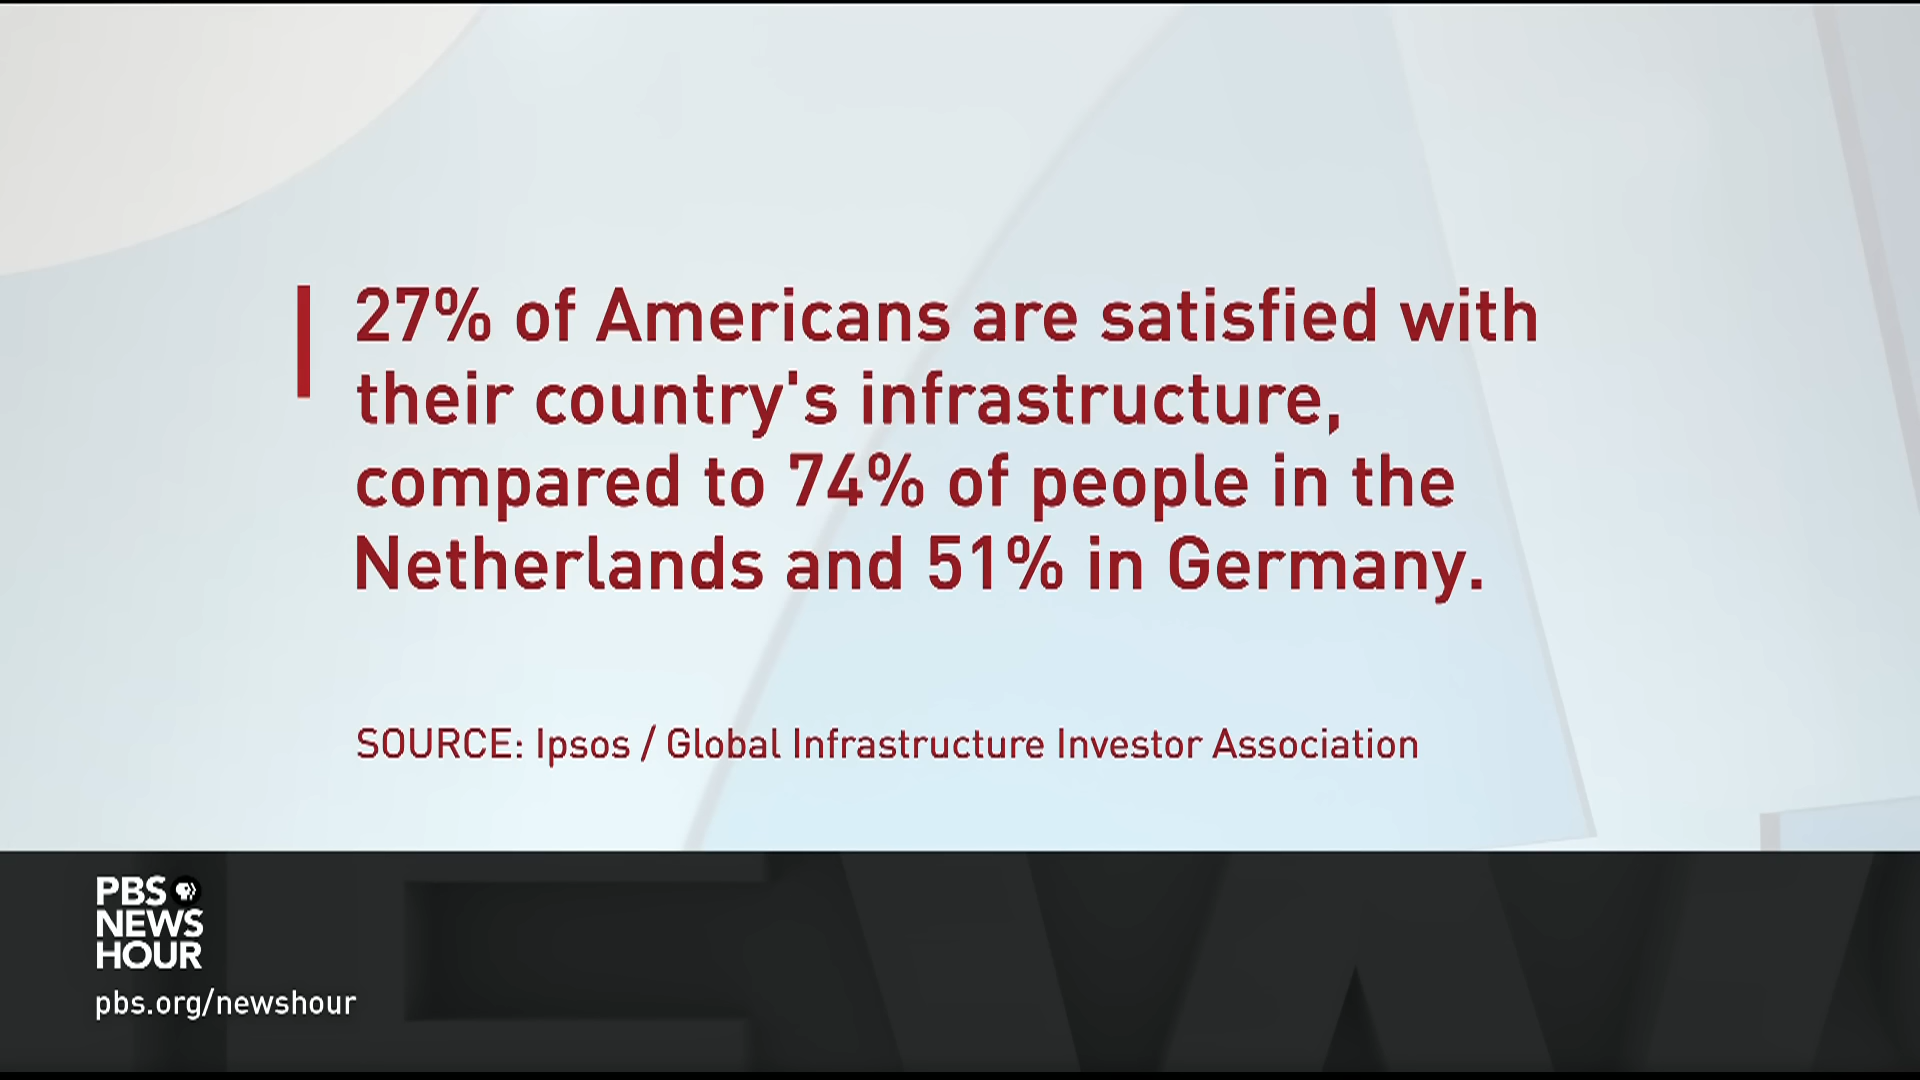 27% of Americans are satisfied with
their country's infrastructure,
compared to 74% of people in the
Netherlands and 51% in Germany.
SOURCE: Ipsos / Global Infrastructure Investor Association
PBS
NEWS
HOUR
pbs.org/newshour